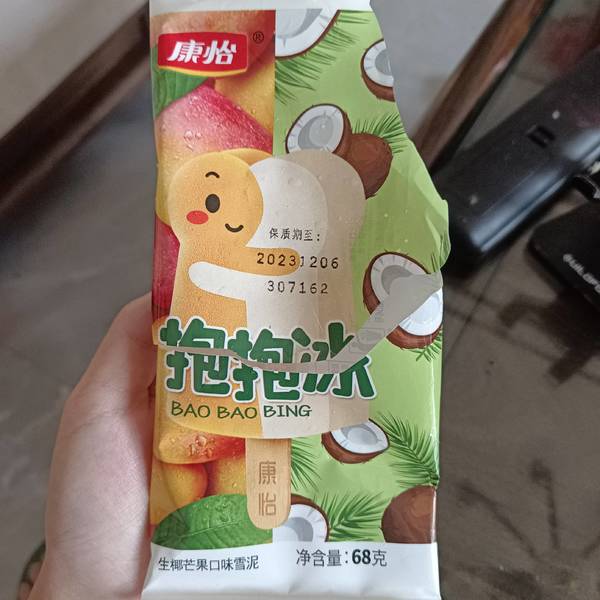 康怡®
保质期至:
20231206
307162
抱抱冰
BAO BAO BING
康
怡
生椰芒果口味雪泥
净含量:68克